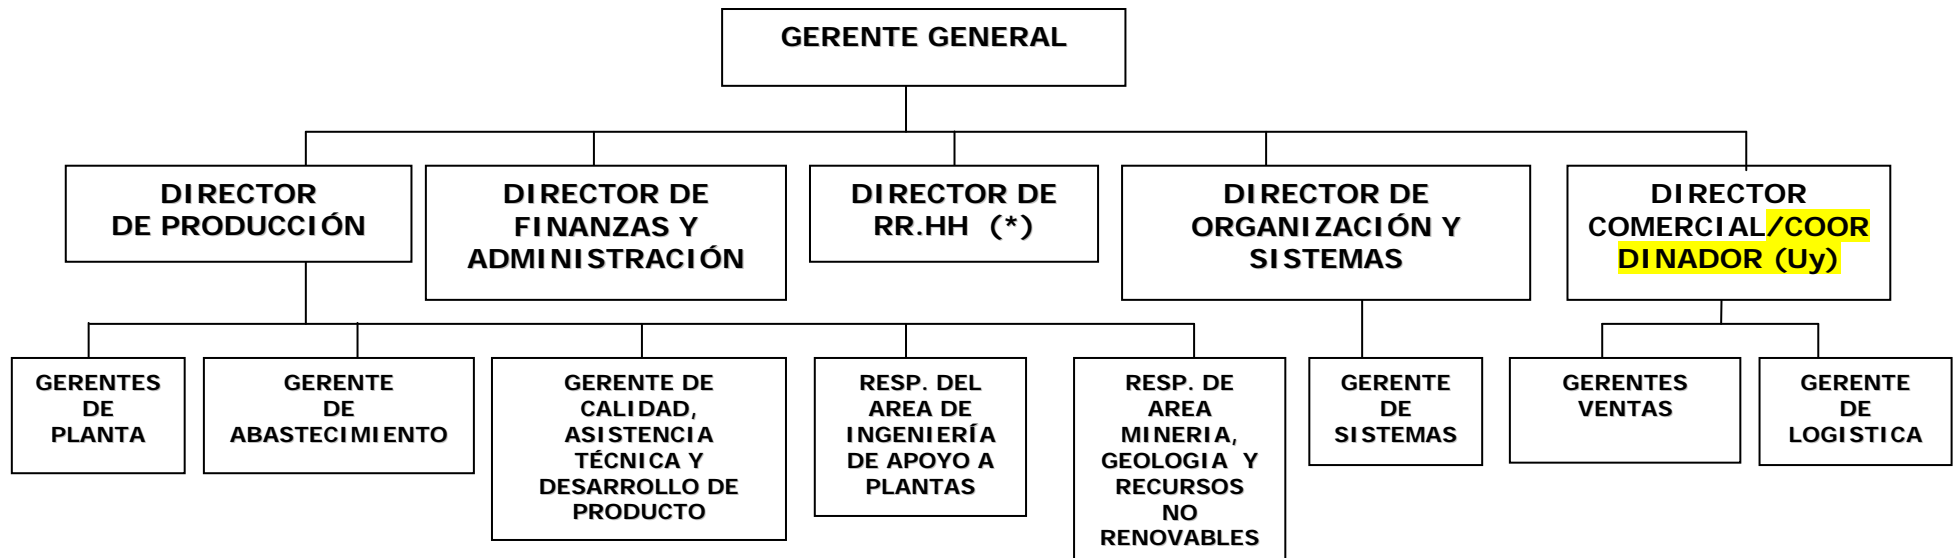 GERENTE GENERAL
DIRECTOR
DE PRODUCCIÓN
DIRECTOR DE
FINANZAS Y
ADMINISTRACIÓN
DIRECTOR DE
RR.HH (*)
DIRECTOR DE
ORGANIZACIÓN Y
SISTEMAS
DIRECTOR
COMERCIAL/COOR
DINADOR (Uy)
GERENTES
DE
PLANTA
GERENTE
DE
ABASTECIMIENTO
GERENTE DE
CALIDAD,
ASISTENCIA
TÉCNICA Y
DESARROLLO DE
PRODUCTO
RESP. DEL
AREA DE
INGENIERÍA
DE APOYO A
PLANTAS
RESP. DE
AREA
MINERIA,
GEOLOGIA Y
RECURSOS
NO
RENOVABLES
GERENTE
DE
SISTEMAS
GERENTES
VENTAS
GERENTE
DE
LOGISTICA